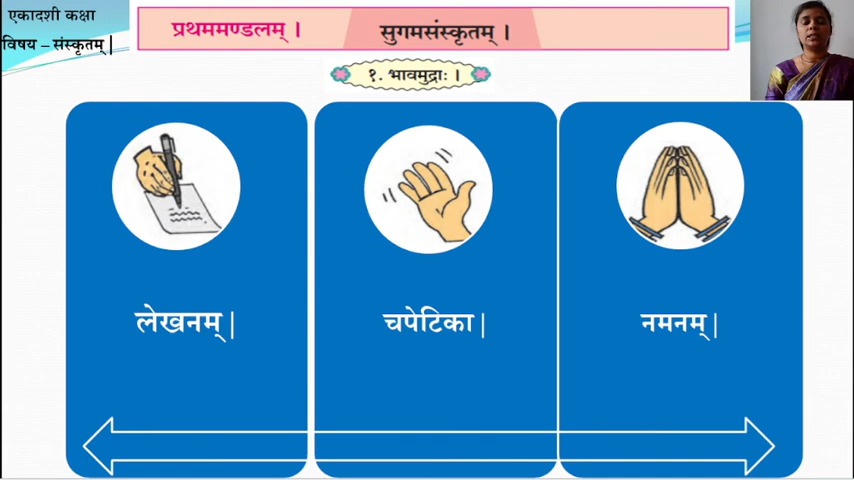 एकादशी कक्षा
विषय – संस्कृतम् |
प्रथममण्डलम् ।
सुगमसंस्कृतम् ।
१. भावमुद्राः ।
लेखनम् |
चपेटिका |
नमनम् |